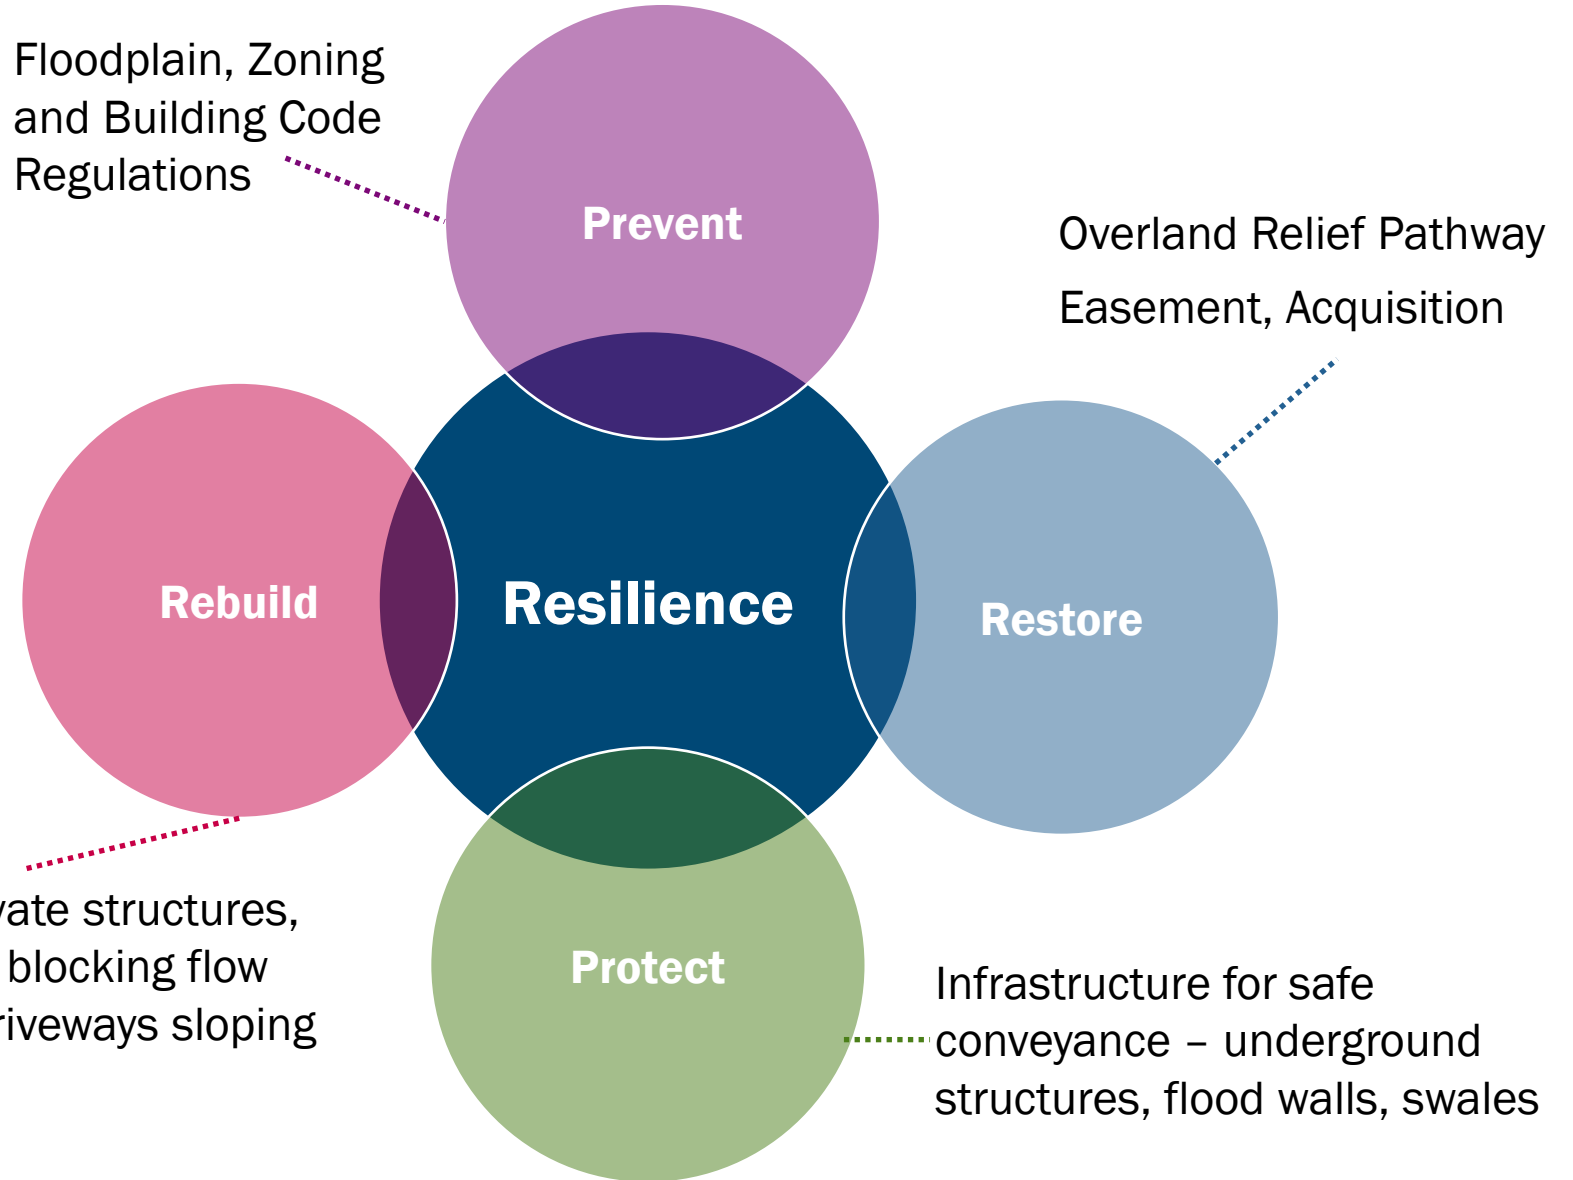 Floodplain, Zoning
and Building Code
Regulations
Prevent
Overland Relief Pathway
Easement, Acquisition
Rebuild
Resilience
Restore
structures,
blocking flow
sloping
Protect
Infrastructure for safe
conveyance – underground
structures, flood walls, swales